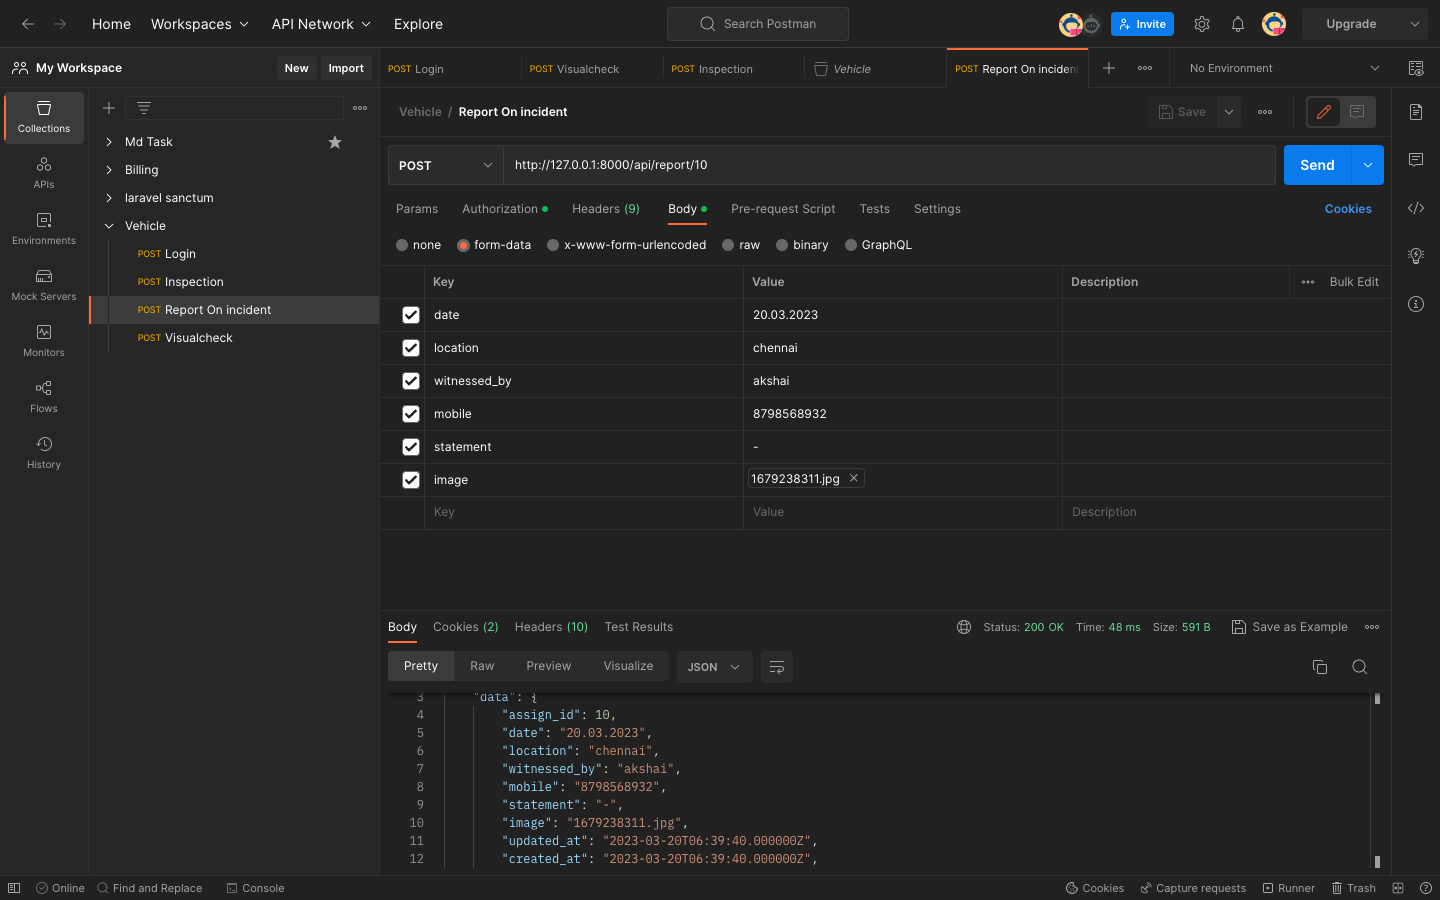 Home Workspaces API Network Explore Search Postman Invite Upgrade
My Workspace New Import POST Login POST Visualcheck POST Inspection Vehicle POST Report On inciden No Environment
Collections
APIs
Environments
Mock Servers
Monitors
Flows
History
Md Task
Billing
laravel sanctum
Vehicle
POST Login
POST Inspection
POST Report On incident
POST Visualcheck
Vehicle / Report On incident Save
POST http://127.0.0.1:8000/api/report/10 Send
Params Authorization Headers (9) Body Pre-request Script Tests Settings Cookies
none form-data x-www-form-urlencoded raw binary GraphQL
Key Value Description Bulk Edit
date 20.03.2023
location chennai
witnessed_by akshai
mobile 8798568932
statement -
image 1679238311.jpg
Key Value Description
Body Cookies (2) Headers (10) Test Results Status: 200 OK Time: 48 ms Size: 591 B Save as Example
Pretty Raw Preview Visualize JSON
3 "data": {
4 "assign_id": 10,
5 "date": "20.03.2023",
6 "location": "chennai",
7 "witnessed_by": "akshai",
8 "mobile": "8798568932",
9 "statement": "-",
10 "image": "1679238311.jpg",
11 "updated_at": "2023-03-20T06:39:40.000000Z",
12 "created_at": "2023-03-20T06:39:40.000000Z",
Online Find and Replace Console Cookies Capture requests Runner Trash